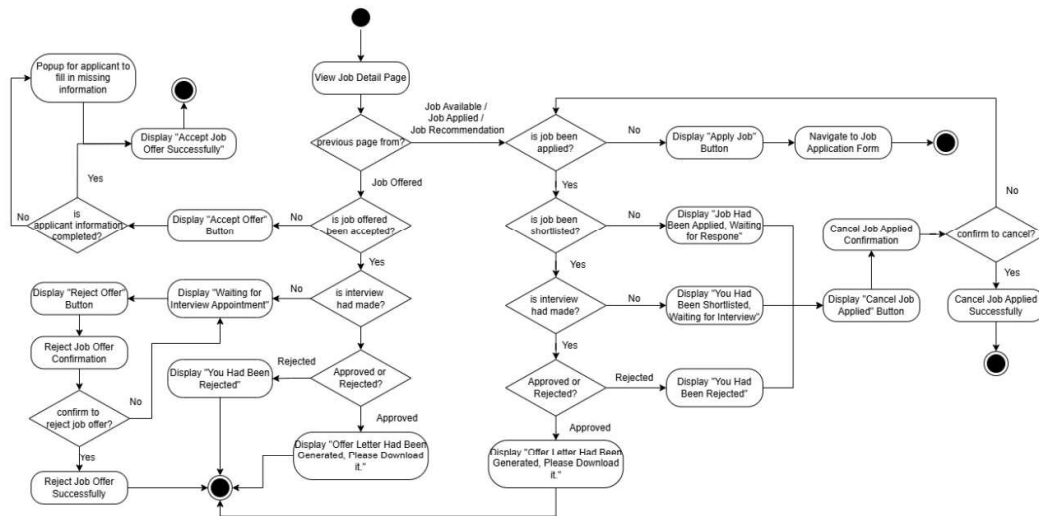 Popup for applicant to
fill in missing
information
View Job Detail Page
Display "Accept Job
Offer Successfully"
Job Available /
Job Applied /
Job Recommendation
previous page from?
is job been
applied?
No
Display "Apply Job"
Button
Navigate to Job
Application Form
Yes
Job Offered
Yes
No
is
applicant information
completed?
No
Display "Accept Offer"
Button
No
is job offered
been accepted?
is job been
shortlisted?
No
Display "Job Had
Been Applied, Waiting
for Respone"
Cancel Job Applied
Confirmation
confirm to cancel?
Yes
Yes
Yes
Display "Reject Offer"
Button
Display "Waiting for
Interview Appointment"
No
is interview
had made?
is interview
had made?
No
Display "You Had
Been Shortlisted,
Waiting for Interview"
Display "Cancel Job
Applied" Button
Cancel Job Applied
Successfully
Reject Job Offer
Confirmation
Yes
Display "You Had Been
Rejected"
Rejected
Approved or
Rejected?
Approved or
Rejected?
Rejected
Display "You Had
Been Rejected"
confirm to
reject job offer?
No
Approved
Approved
Yes
Display "Offer Letter Had Been
Generated, Please Download
it."
Display "Offer Letter Had Been
Generated, Please Download
it."
Reject Job Offer
Successfully